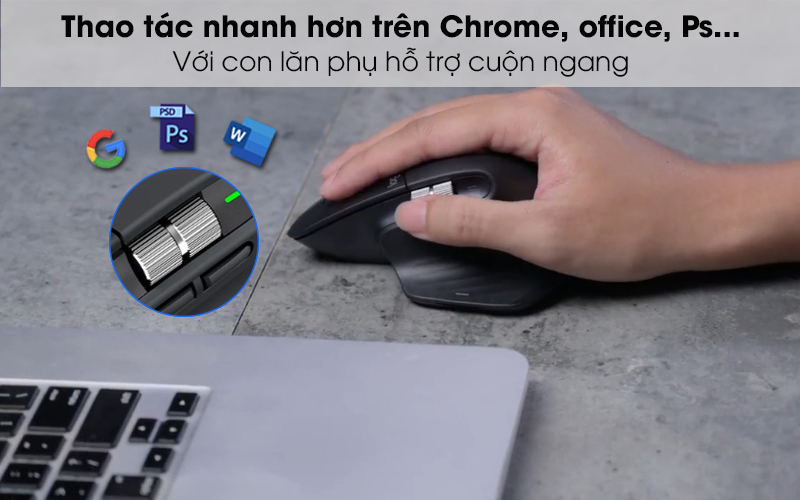 Thao tác nhanh hơn trên Chrome, office, Ps...
Với con lăn phụ hỗ trợ cuộn ngang
PSD
Ps
W